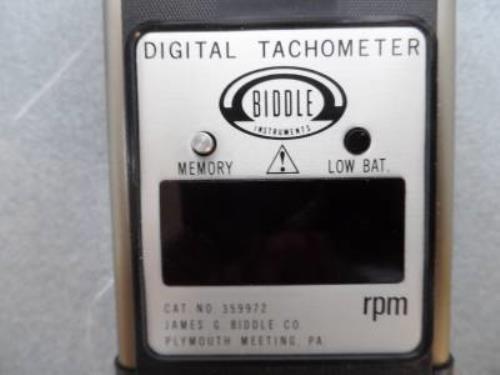 DIGITAL TACHOMETER
BIDDLE
INSTRUMENTS
MEMORY LOW BAT.
CAT. NO. 359972
rpm
JAMES G. BIDDLE CO.
PLYMOUTH MEETING, PA